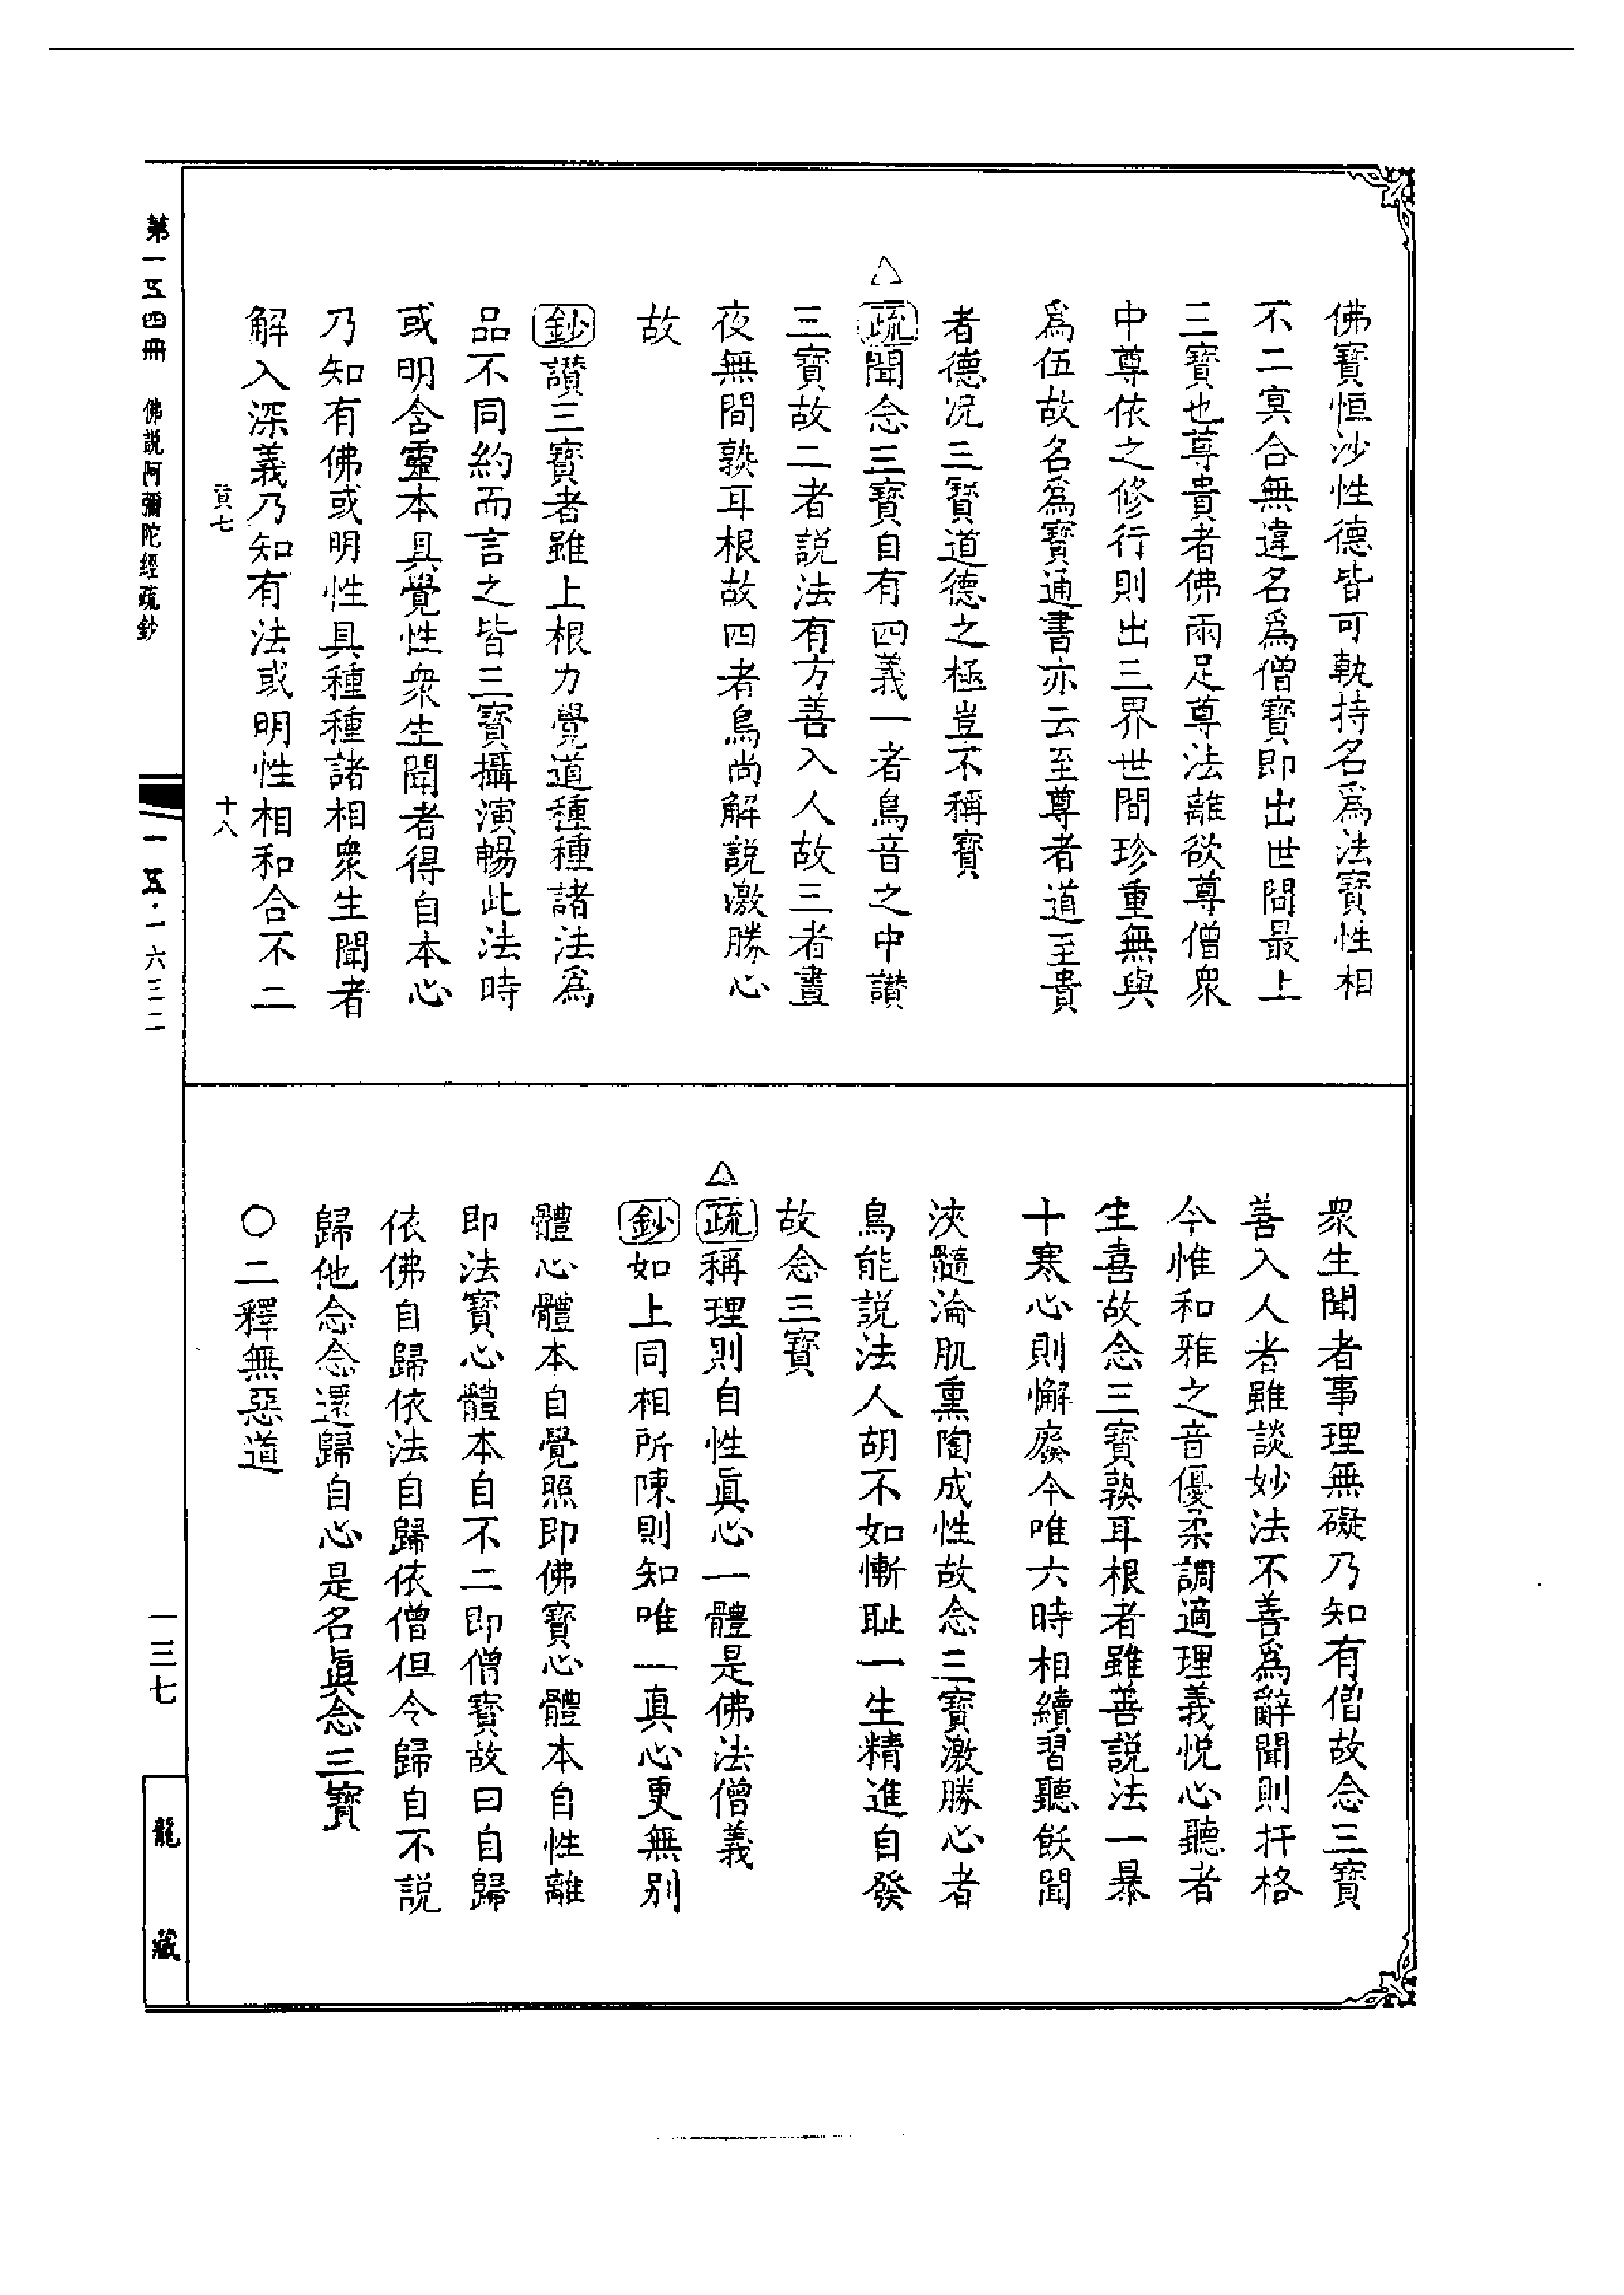 佛寶恒沙性德皆可執持名爲法寶性相
不二冥合無違名爲僧寶即出世間最上
三寶也尊貴者佛兩足尊法離欲尊僧衆
中尊依之修行則出三界世間珍重無與
爲伍故名爲寶通書亦云至尊者道至貴
者德况三寶道德之極豈不稱寶
△疏聞念三寶自有四義一者鳥音之中讃
三寶故二者説法有方善入人故三者晝
夜無間孰耳根故四者鳥尚解説激勝心
故
鈔讃三寶者雖上根力覺道種種諸法爲
品不同約而言之皆三寶攝演暢此法時
或明含靈本具覺性衆生聞者得自本心
乃知有佛或明性具種種諸相衆生聞者
解入深義乃知有法或明性相和合不二
貢七
十八
衆生聞者事理無礙乃知有僧故念三寶
善入人者雖談妙法不善爲辭聞則扞格
今惟和雅之音優柔調適理義悦心聽者
生喜故念三寶孰耳根者雖善説法一暴
十寒心則懈廢今唯六時相續習聽飫聞
浹髓淪肌熏陶成性故念三寶激勝心者
鳥能説法人胡不如慚耻一生精進自發
故念三寶
△疏稱理則自性眞心一體是佛法僧義
鈔如上同相所陳則知唯一真心更無别
體心體本自覺照即佛寶心體本自性離
即法寶心體本自不二即僧寶故曰自歸
依佛自歸依法自歸依僧但令歸自不説
歸他念念還歸自心是名眞念三寶
○二釋無惡道
第一五四冊　佛說阿彌陀經疏鈔
一五·一六三二
一三七
龍藏